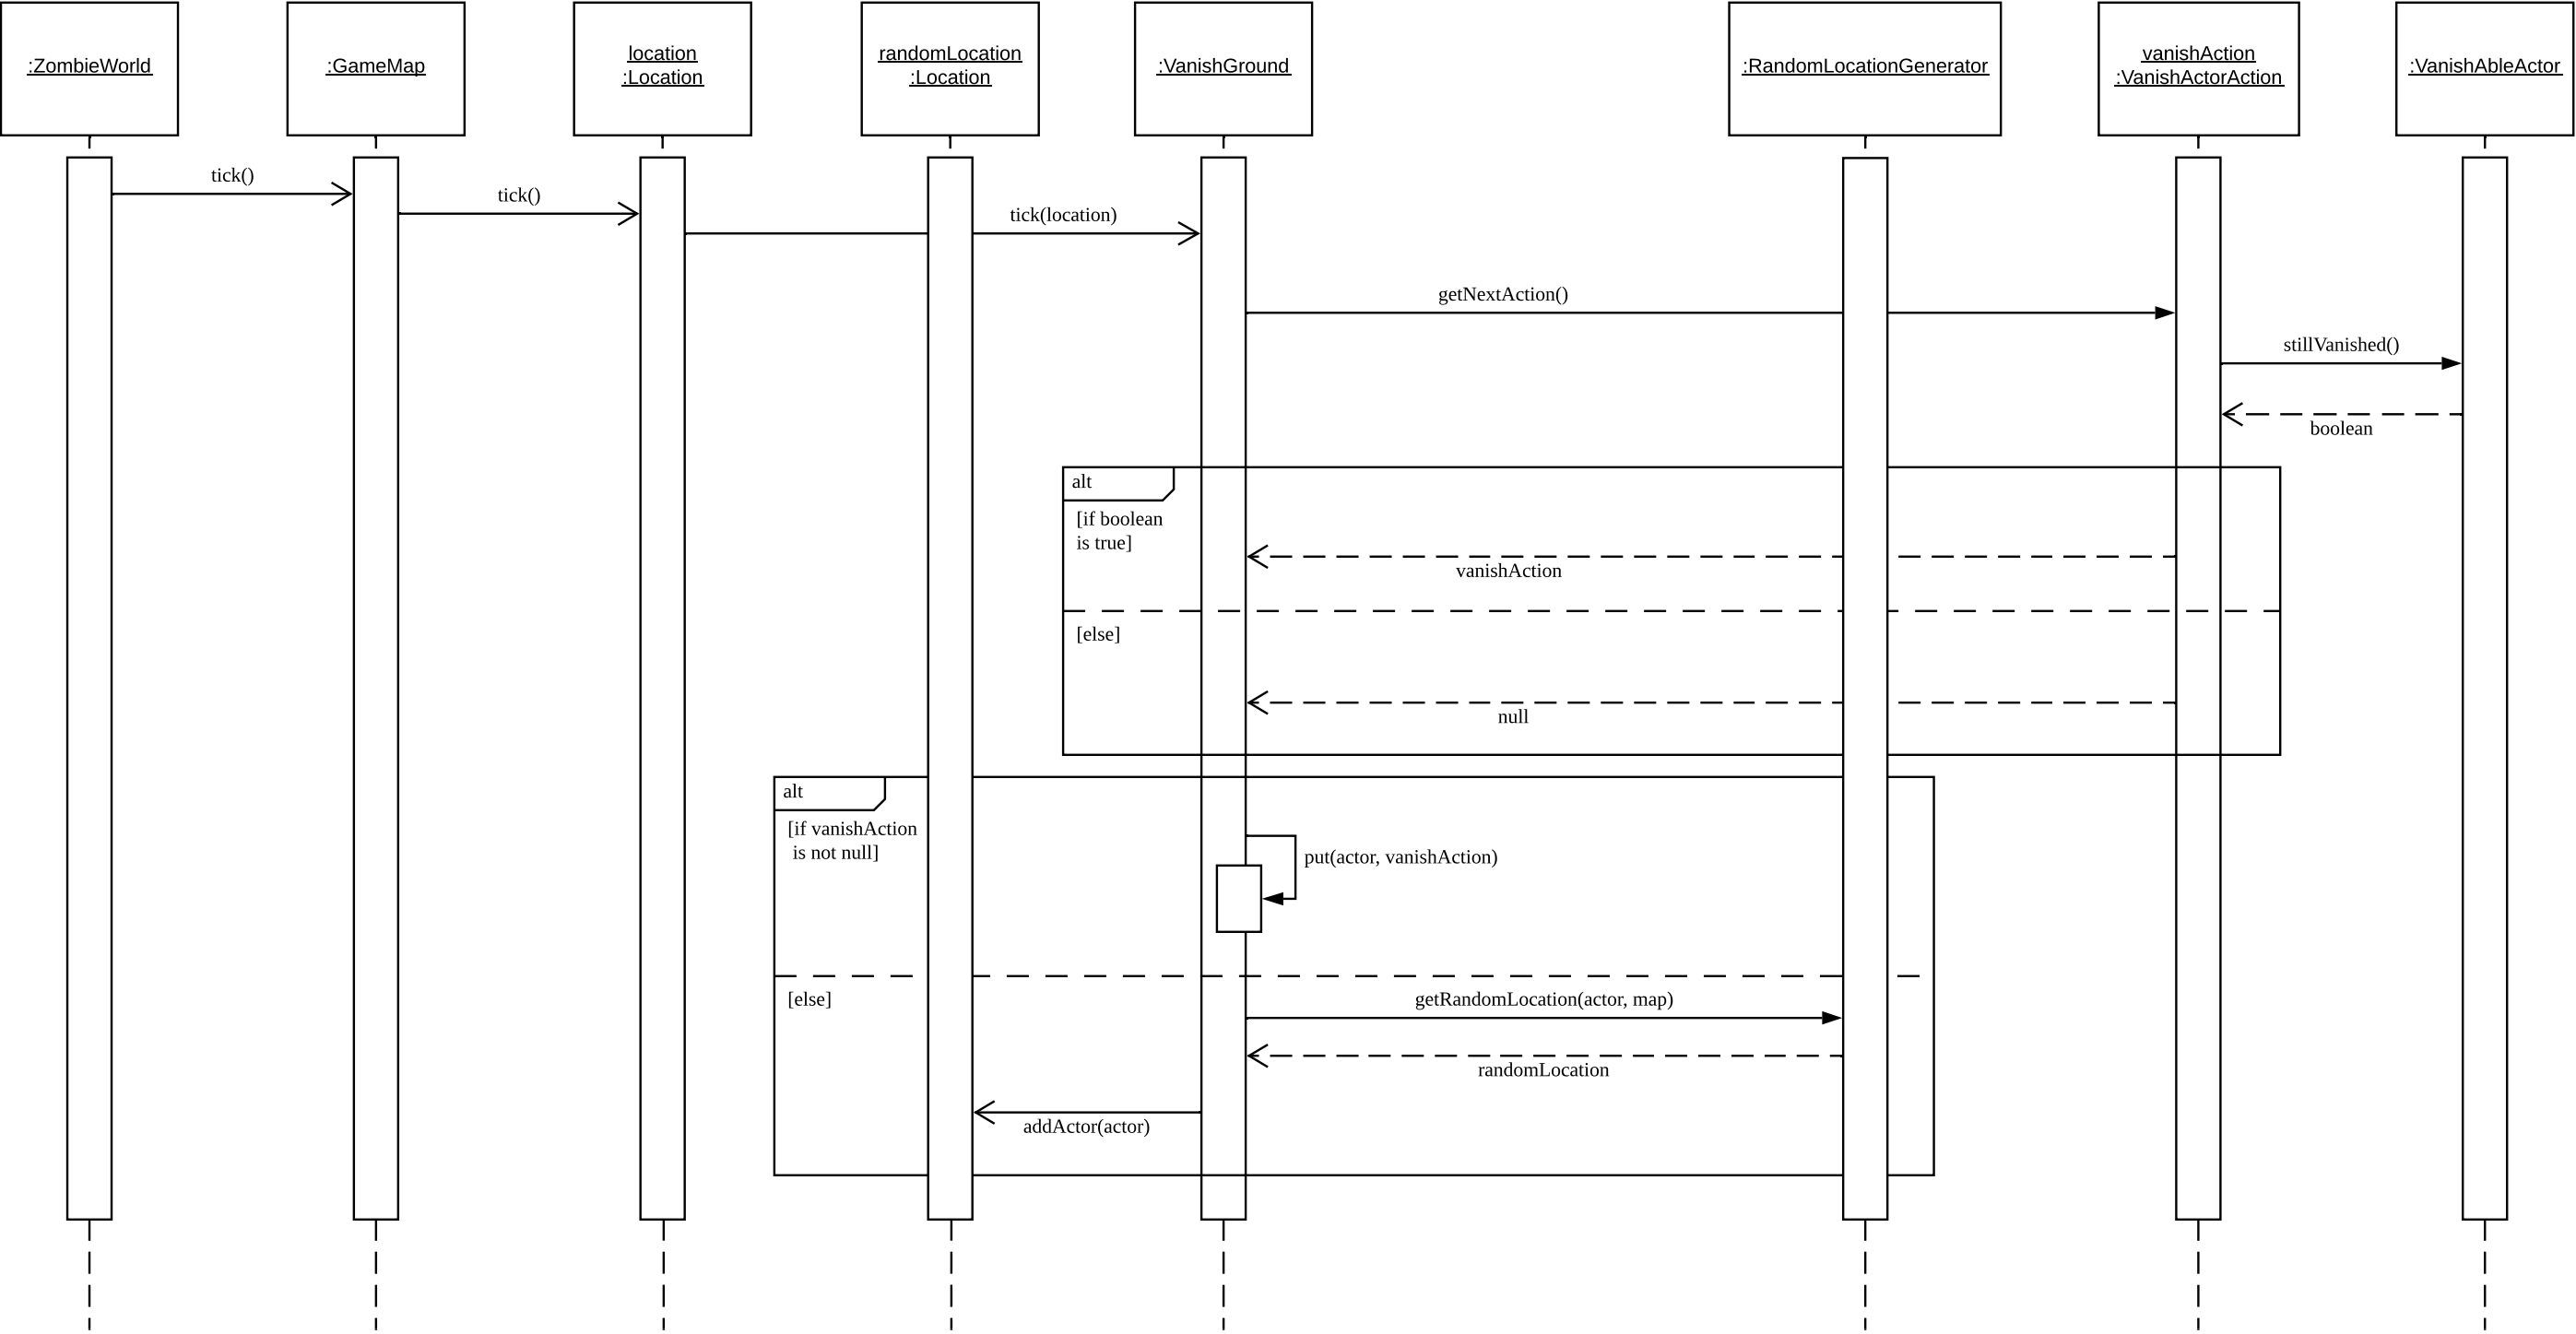 :ZombieWorld
:GameMap
location
:Location
randomLocation
:Location
:VanishGround
:RandomLocationGenerator
vanishAction
:VanishActorAction
:VanishAbleActor
tick()
tick()
tick(location)
getNextAction()
stillVanished()
boolean
alt
[if boolean
is true]
vanishAction
[else]
null
alt
[if vanishAction
is not null]
put(actor, vanishAction)
[else]
getRandomLocation(actor, map)
randomLocation
addActor(actor)